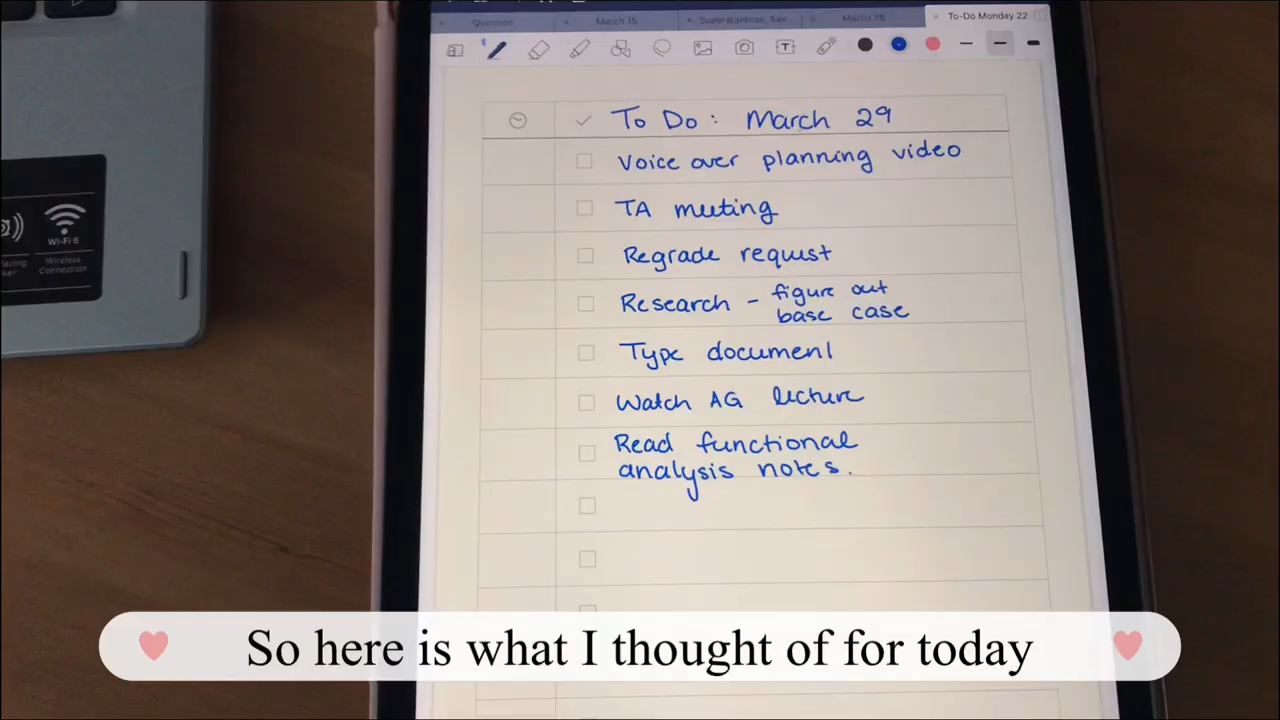 Question
March 15
To-Do Monday 22
T
To Do: March 29
Voice over planning video
TA meeting
Regrade request
Research - figure out
base case
Type document
Watch AG lecture
Read functional
analysis notes.
Wi-Fi 6
Wireless
Connection
So here is what I thought of for today